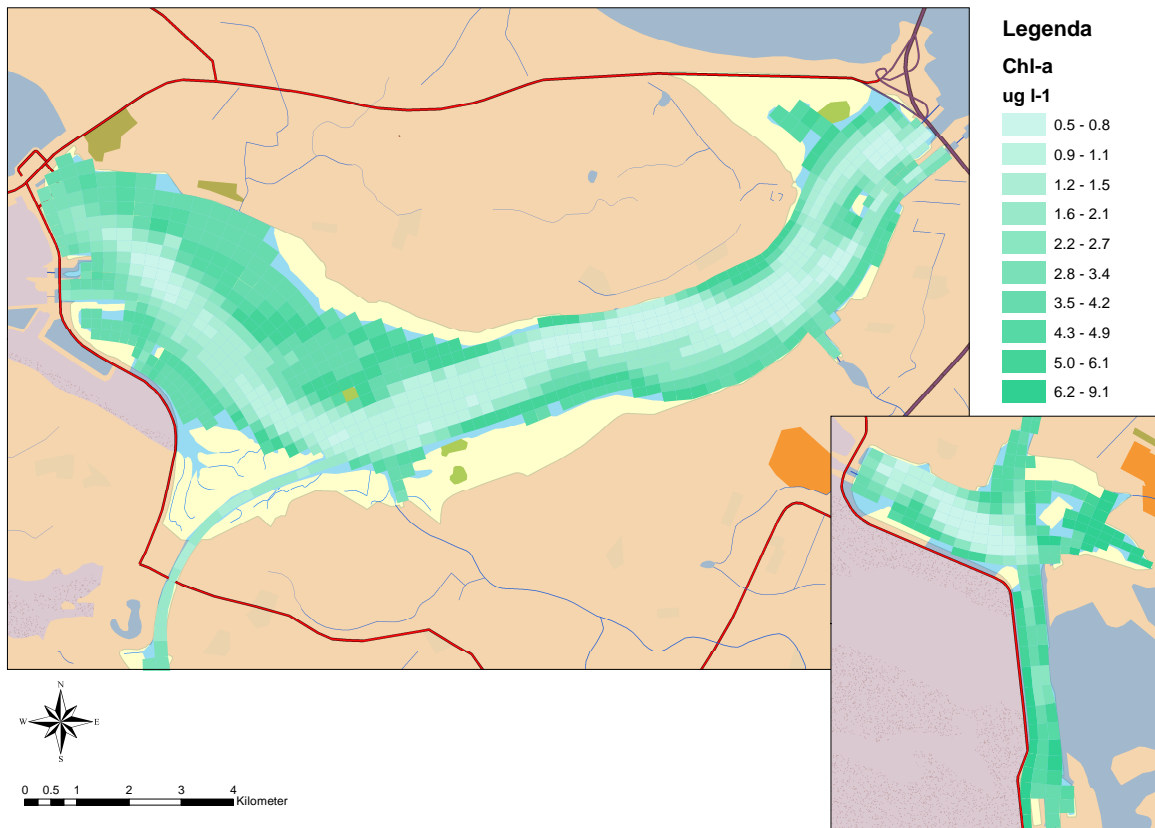 Legenda
Chl-a
ug l-1
0.5 - 0.8
0.9 - 1.1
1.2 - 1.5
1.6 - 2.1
2.2 - 2.7
2.8 - 3.4
3.5 - 4.2
4.3 - 4.9
5.0 - 6.1
6.2 - 9.1
N
W E
S
0 0.5 1 2 3 4
Kilometer